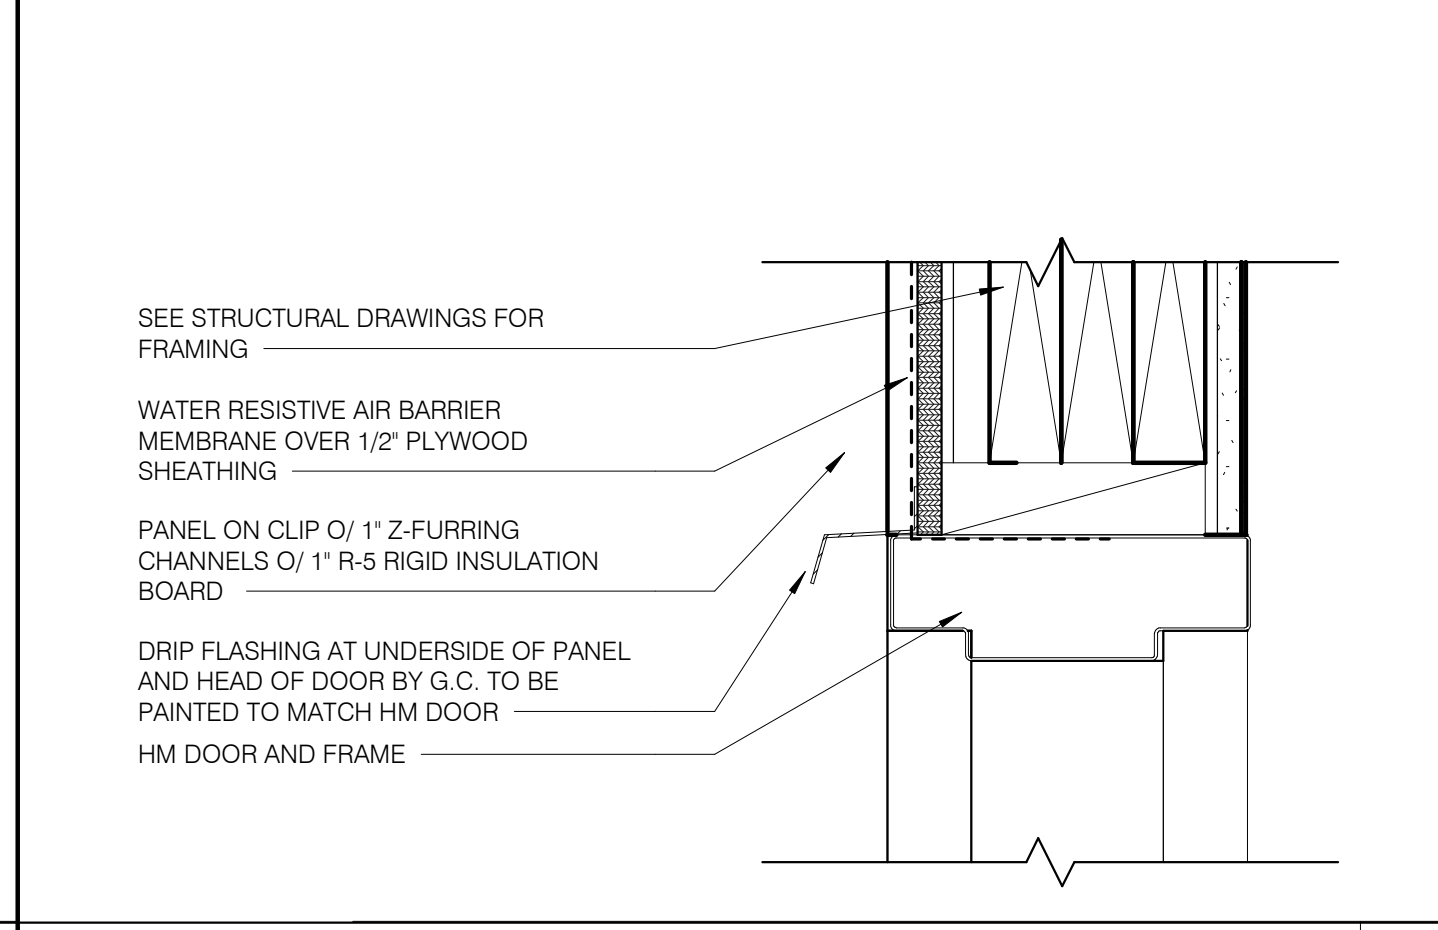 SEE STRUCTURAL DRAWINGS FOR
FRAMING
WATER RESISTIVE AIR BARRIER
MEMBRANE OVER 1/2" PLYWOOD
SHEATHING
PANEL ON CLIP O/ 1" Z-FURRING
CHANNELS O/ 1" R-5 RIGID INSULATION
BOARD
DRIP FLASHING AT UNDERSIDE OF PANEL
AND HEAD OF DOOR BY G.C. TO BE
PAINTED TO MATCH HM DOOR
HM DOOR AND FRAME